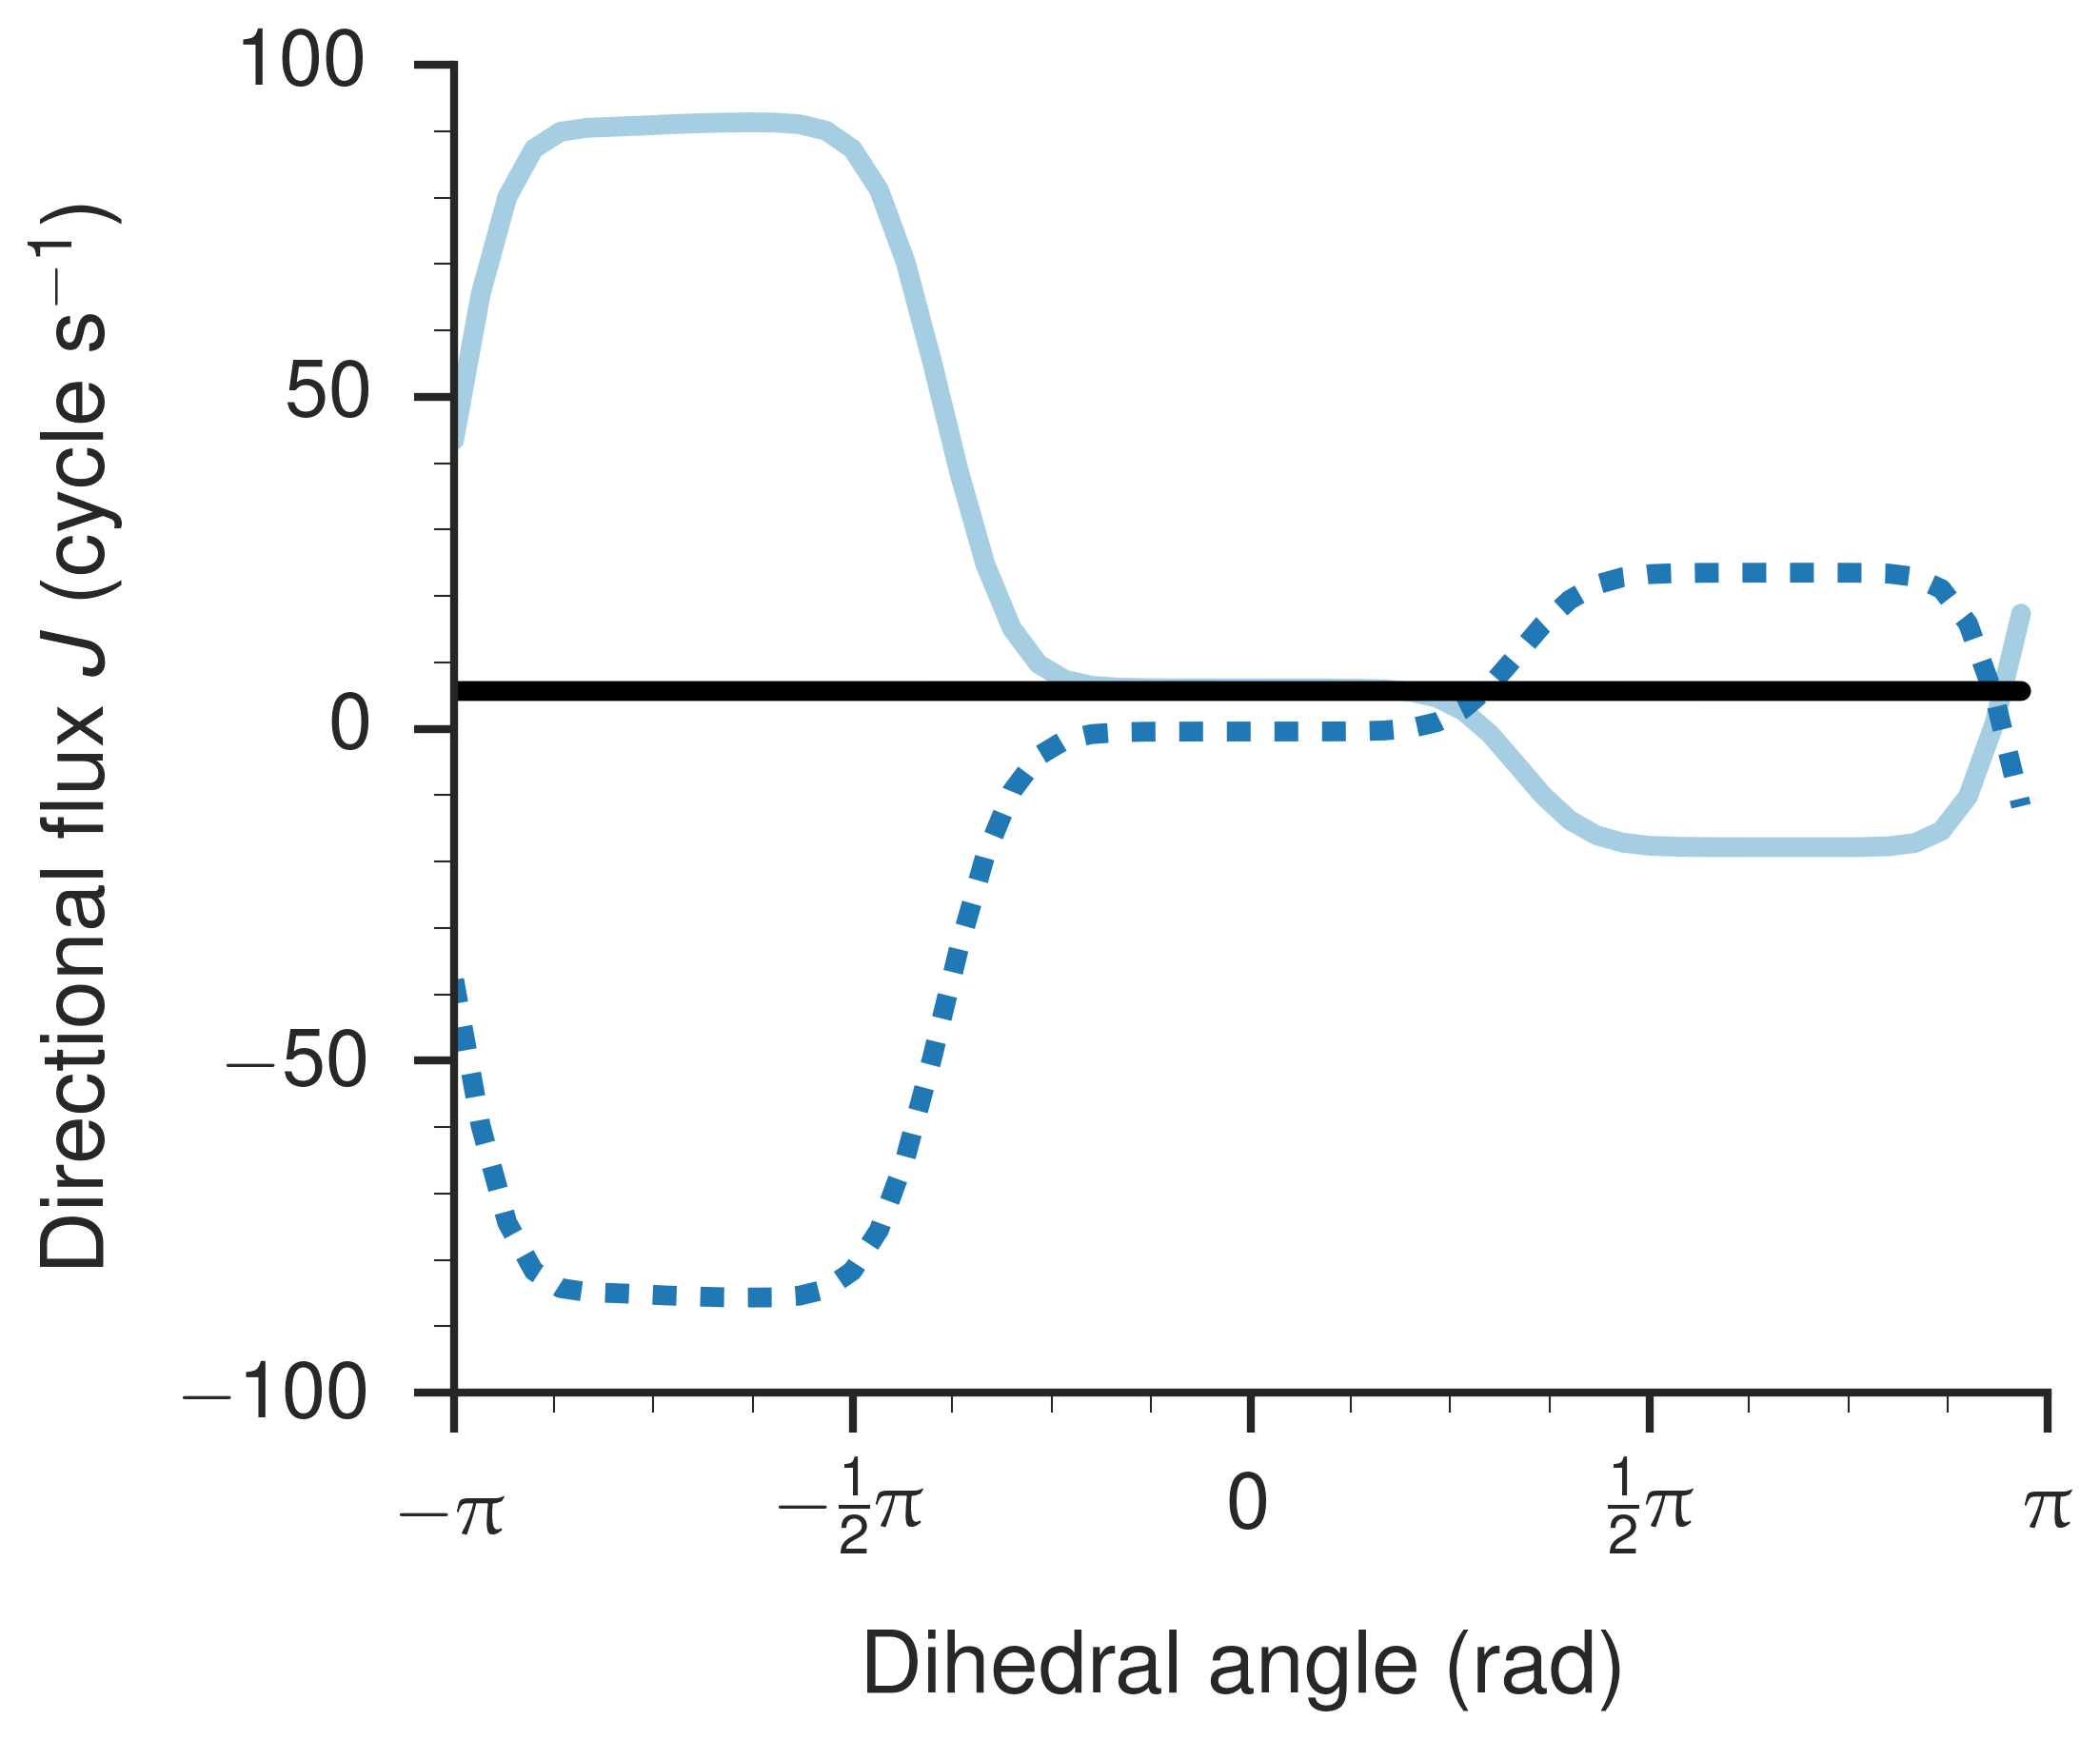 Directional flux J (cycle s⁻¹)
100
50
0
−50
−100
−π
−½π
0
½π
π
Dihedral angle (rad)